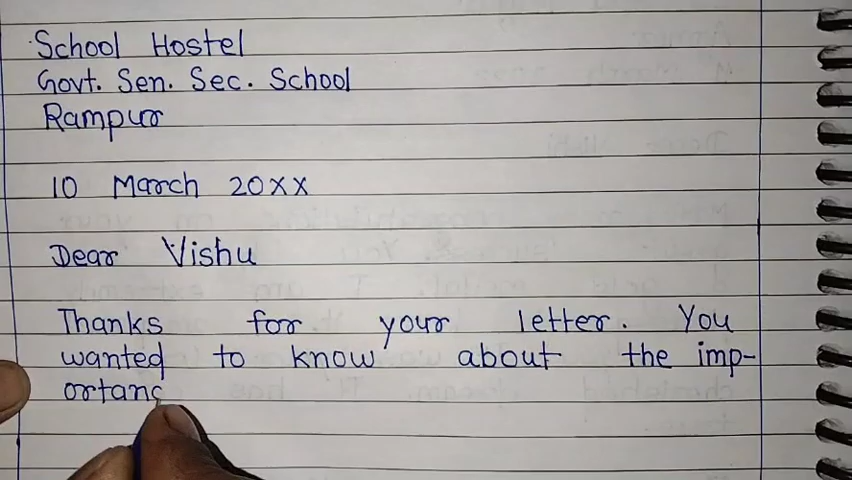 School Hostel
Govt. Sen. Sec. School
Rampur
10 March 20XX
Dear Vishu
Thanks for your letter. You
wanted to know about the imp-
ortanc